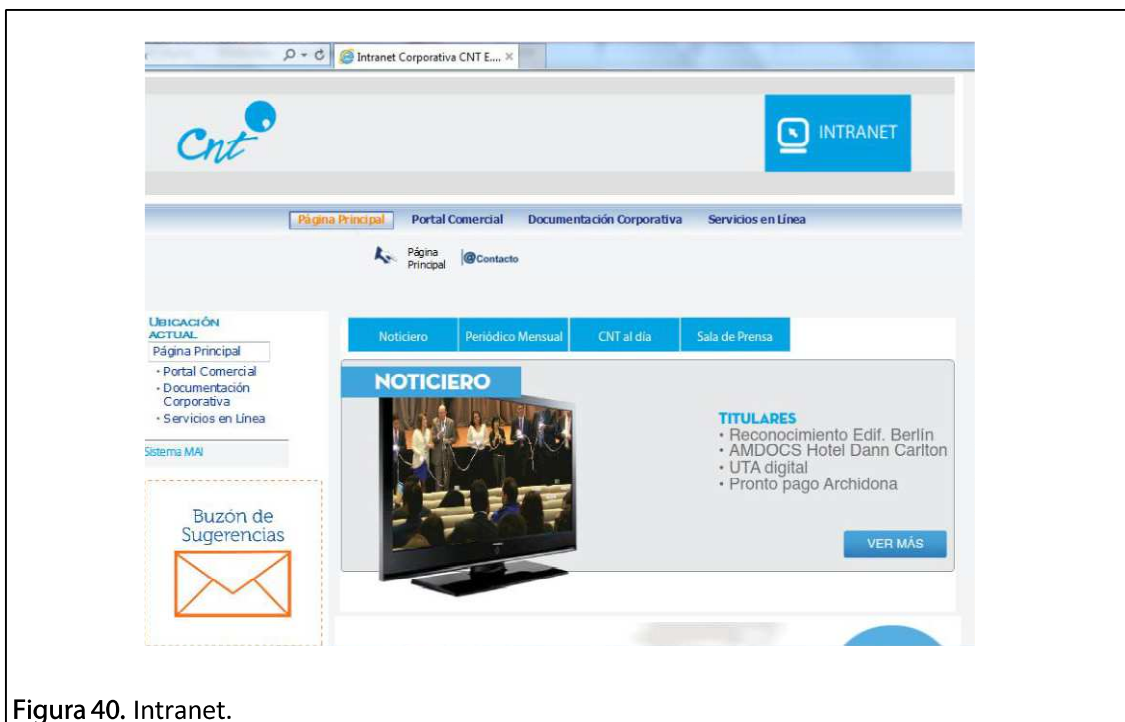 Intranet Corporativa CNT E....
Cnt
INTRANET
Página Principal Portal Comercial Documentación Corporativa Servicios en Línea
Página
Principal
@Contacto
UBICACIÓN
ACTUAL
Página Principal
· Portal Comercial
· Documentación
Corporativa
· Servicios en Línea
Sistema MAI
Buzón de
Sugerencias
Noticiero Periódico Mensual CNT al día Sala de Prensa
NOTICIERO
TITULARES
• Reconocimiento Edif. Berlín
• AMDOCS Hotel Dann Carlton
• UTA digital
• Pronto pago Archidona
VER MÁS
Figura 40. Intranet.